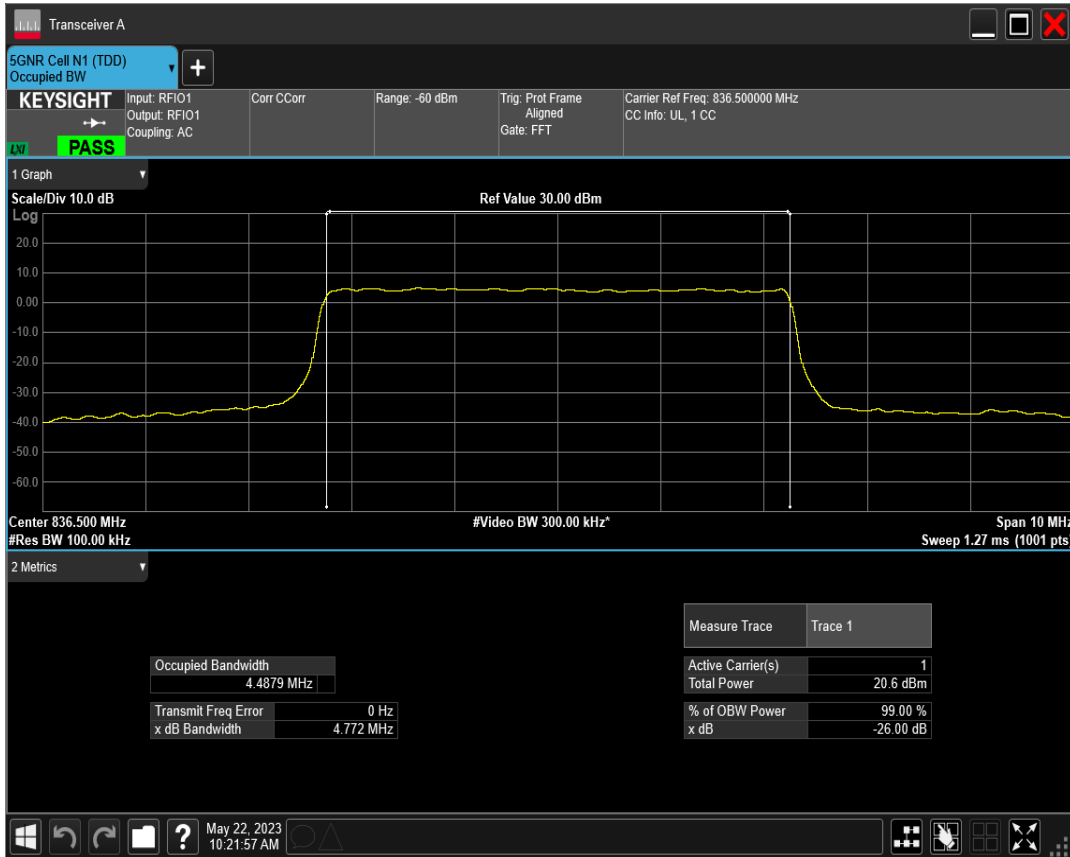 Transceiver A
5GNR Cell N1 (TDD)
Occupied BW
+
KEYSIGHT
LXI
PASS
Input: RFIO1
Output: RFIO1
Coupling: AC
Corr CCorr
Range: -60 dBm
Trig: Prot Frame
Aligned
Gate: FFT
Carrier Ref Freq: 836.500000 MHz
CC Info: UL, 1 CC
1 Graph
Scale/Div 10.0 dB
Ref Value 30.00 dBm
Log
20.0
10.0
0.00
-10.0
-20.0
-30.0
-40.0
-50.0
-60.0
Center 836.500 MHz
#Video BW 300.00 kHz*
Span 10 MHz
#Res BW 100.00 kHz
Sweep 1.27 ms (1001 pts)
2 Metrics
Measure Trace Trace 1
Occupied Bandwidth
4.4879 MHz
Active Carrier(s) 1
Total Power 20.6 dBm
Transmit Freq Error 0 Hz
x dB Bandwidth 4.772 MHz
% of OBW Power 99.00 %
x dB -26.00 dB
?
May 22, 2023
10:21:57 AM